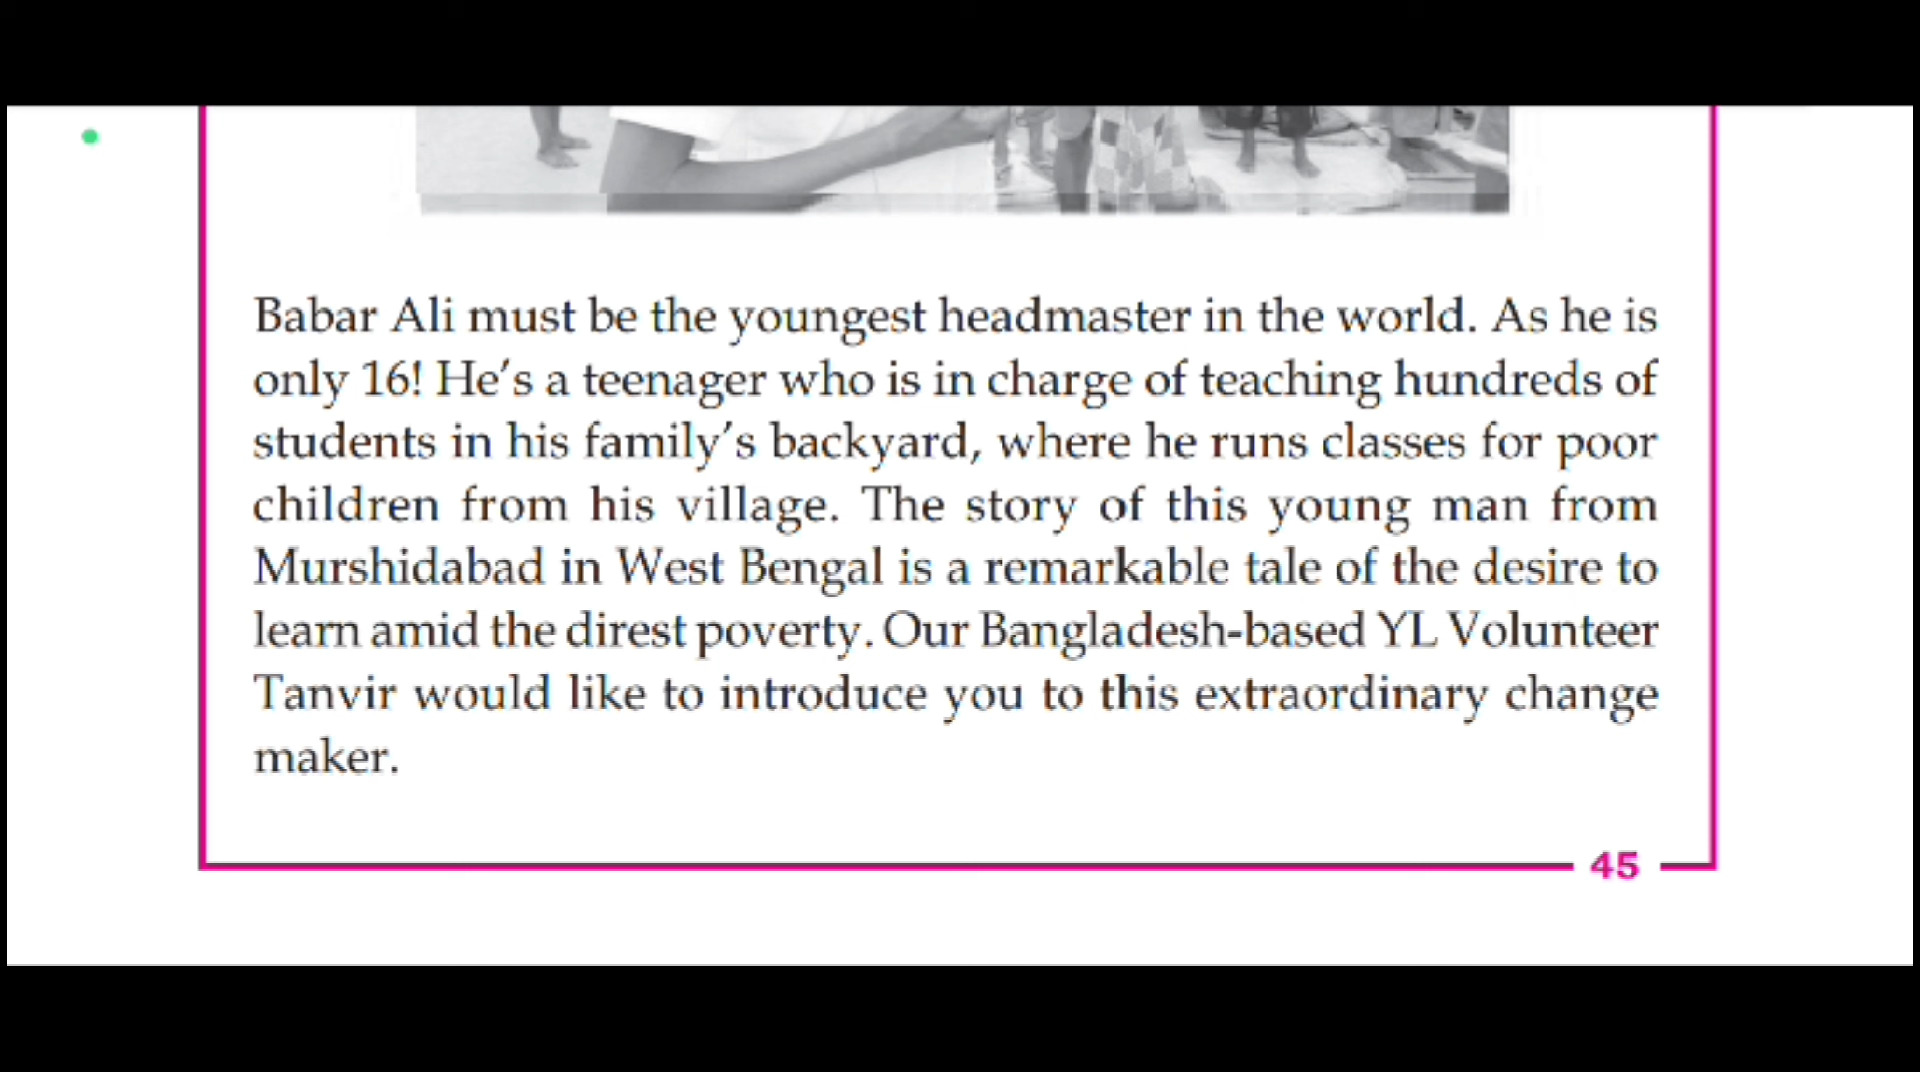 Babar Ali must be the youngest headmaster in the world. As he is
only 16! He's a teenager who is in charge of teaching hundreds of
students in his family's backyard, where he runs classes for poor
children from his village. The story of this young man from
Murshidabad in West Bengal is a remarkable tale of the desire to
learn amid the direst poverty. Our Bangladesh-based YL Volunteer
Tanvir would like to introduce you to this extraordinary change
maker.
45